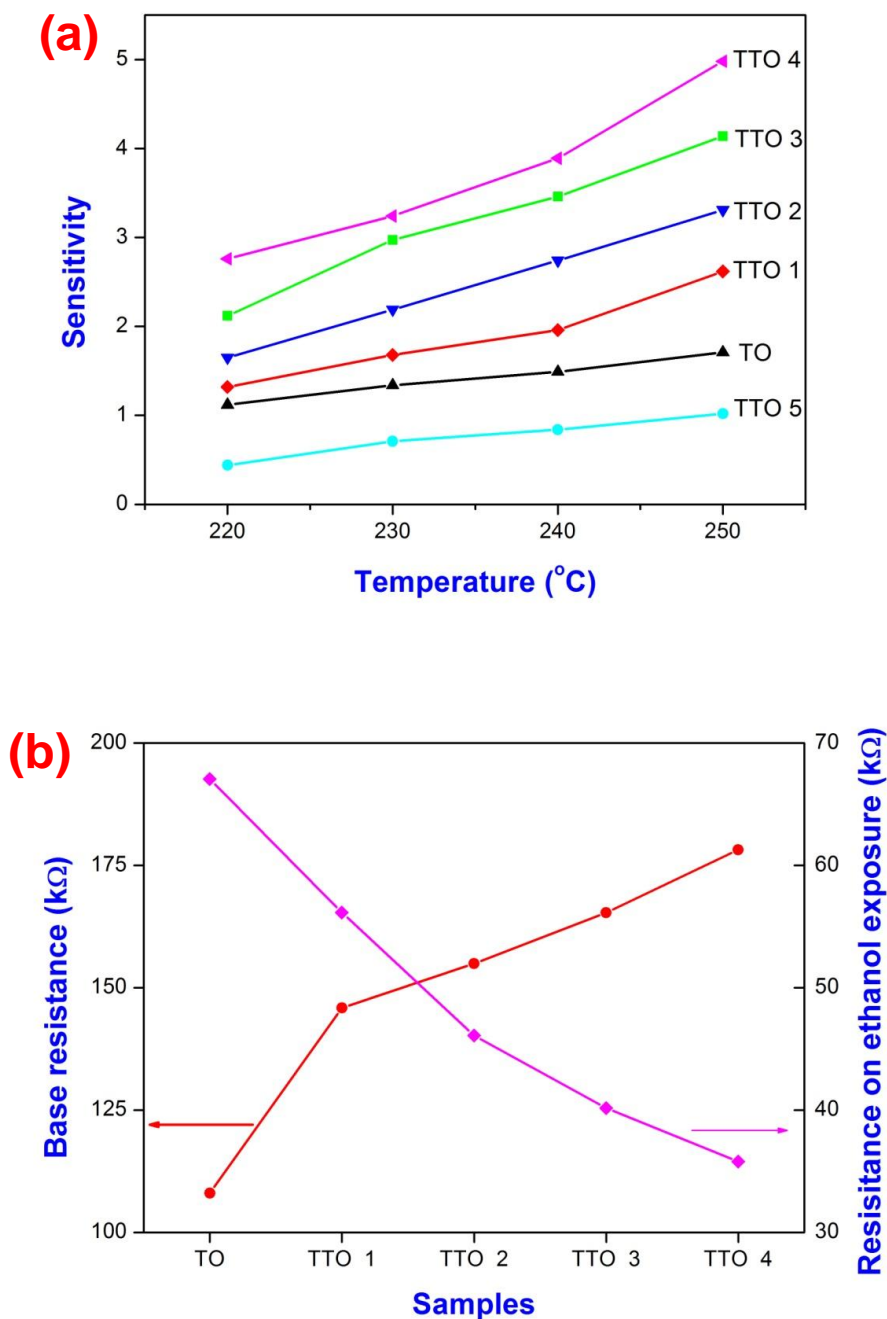 (a)
Sensitivity
5
4
3
2
1
0
TTO 4
TTO 3
TTO 2
TTO 1
TO
TTO 5
220 230 240 250
Temperature (°C)
(b)
Base resistance (kΩ)
200
175
150
125
100
70
60
50
40
30
Resisitance on ethanol exposure (kΩ)
TO TTO 1 TTO 2 TTO 3 TTO 4
Samples